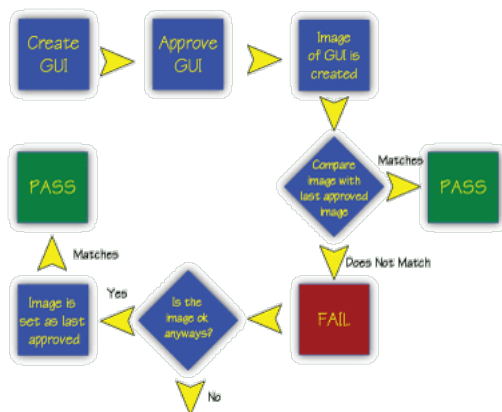 Create
GUI
Approve
GUI
Image
of GUI is
created
Compare
image with
last approved
image
Matches
PASS
PASS
Matches
Does Not Match
Image is
set as last
approved
Yes
Is the
image ok
anyways?
FAIL
No